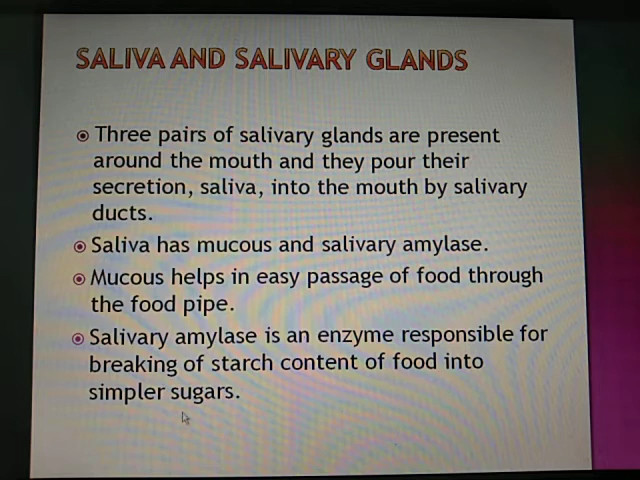 SALIVA AND SALIVARY GLANDS
Three pairs of salivary glands are present
around the mouth and they pour their
secretion, saliva, into the mouth by salivary
ducts.
Saliva has mucous and salivary amylase.
Mucous helps in easy passage of food through
the food pipe.
Salivary amylase is an enzyme responsible for
breaking of starch content of food into
simpler sugars.